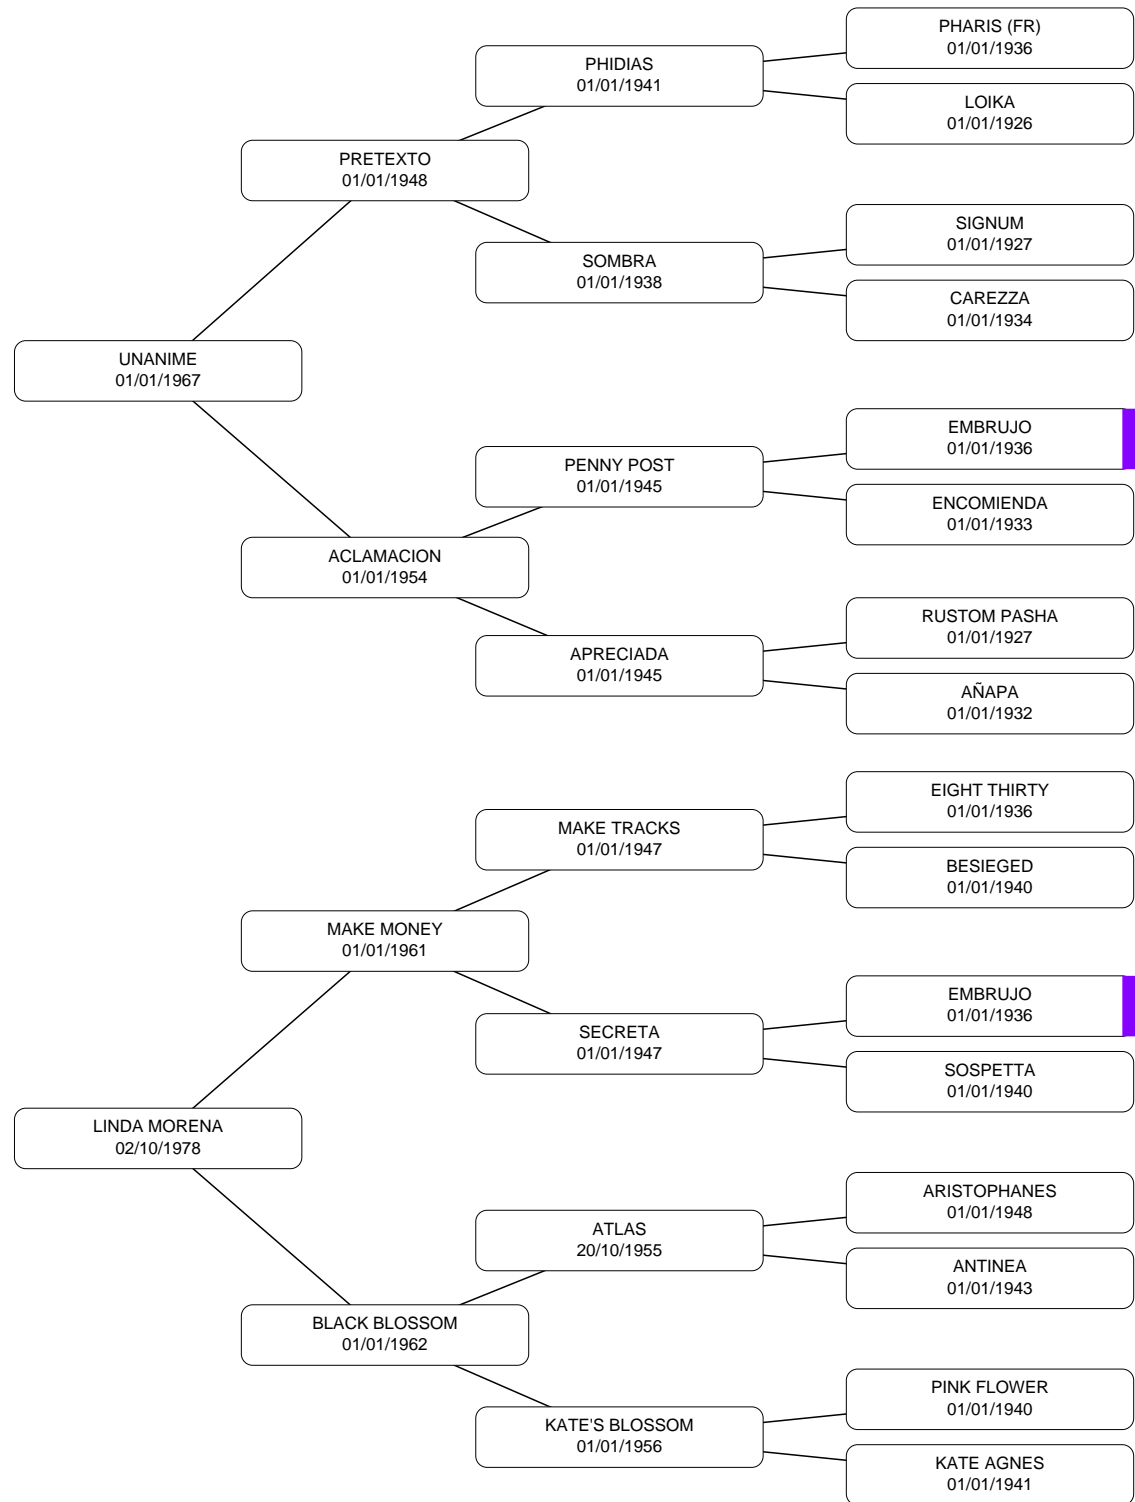 PHARIS (FR)
01/01/1936
PHIDIAS
01/01/1941
LOIKA
01/01/1926
PRETEXTO
01/01/1948
SIGNUM
01/01/1927
SOMBRA
01/01/1938
CAREZZA
01/01/1934
UNANIME
01/01/1967
EMBRUJO
01/01/1936
PENNY POST
01/01/1945
ENCOMIENDA
01/01/1933
ACLAMACION
01/01/1954
RUSTOM PASHA
01/01/1927
APRECIADA
01/01/1945
AÑAPA
01/01/1932
EIGHT THIRTY
01/01/1936
MAKE TRACKS
01/01/1947
BESIEGED
01/01/1940
MAKE MONEY
01/01/1961
EMBRUJO
01/01/1936
SECRETA
01/01/1947
SOSPETTA
01/01/1940
LINDA MORENA
02/10/1978
ARISTOPHANES
01/01/1948
ATLAS
20/10/1955
ANTINEA
01/01/1943
BLACK BLOSSOM
01/01/1962
PINK FLOWER
01/01/1940
KATE'S BLOSSOM
01/01/1956
KATE AGNES
01/01/1941